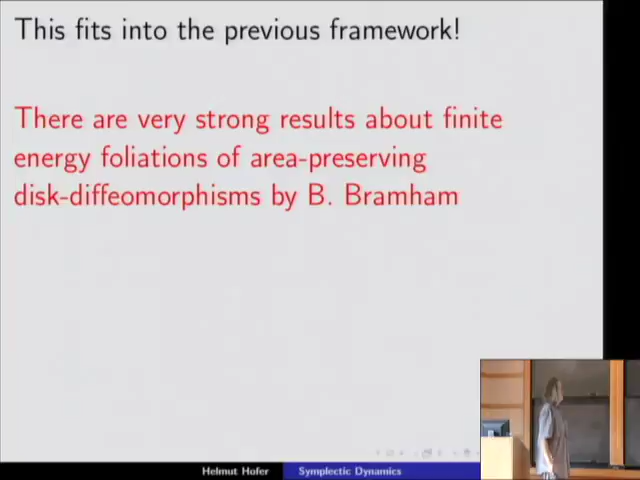 This fits into the previous framework!
There are very strong results about finite
energy foliations of area-preserving
disk-diffeomorphisms by B. Bramham
Helmut Hofer Symplectic Dynamics